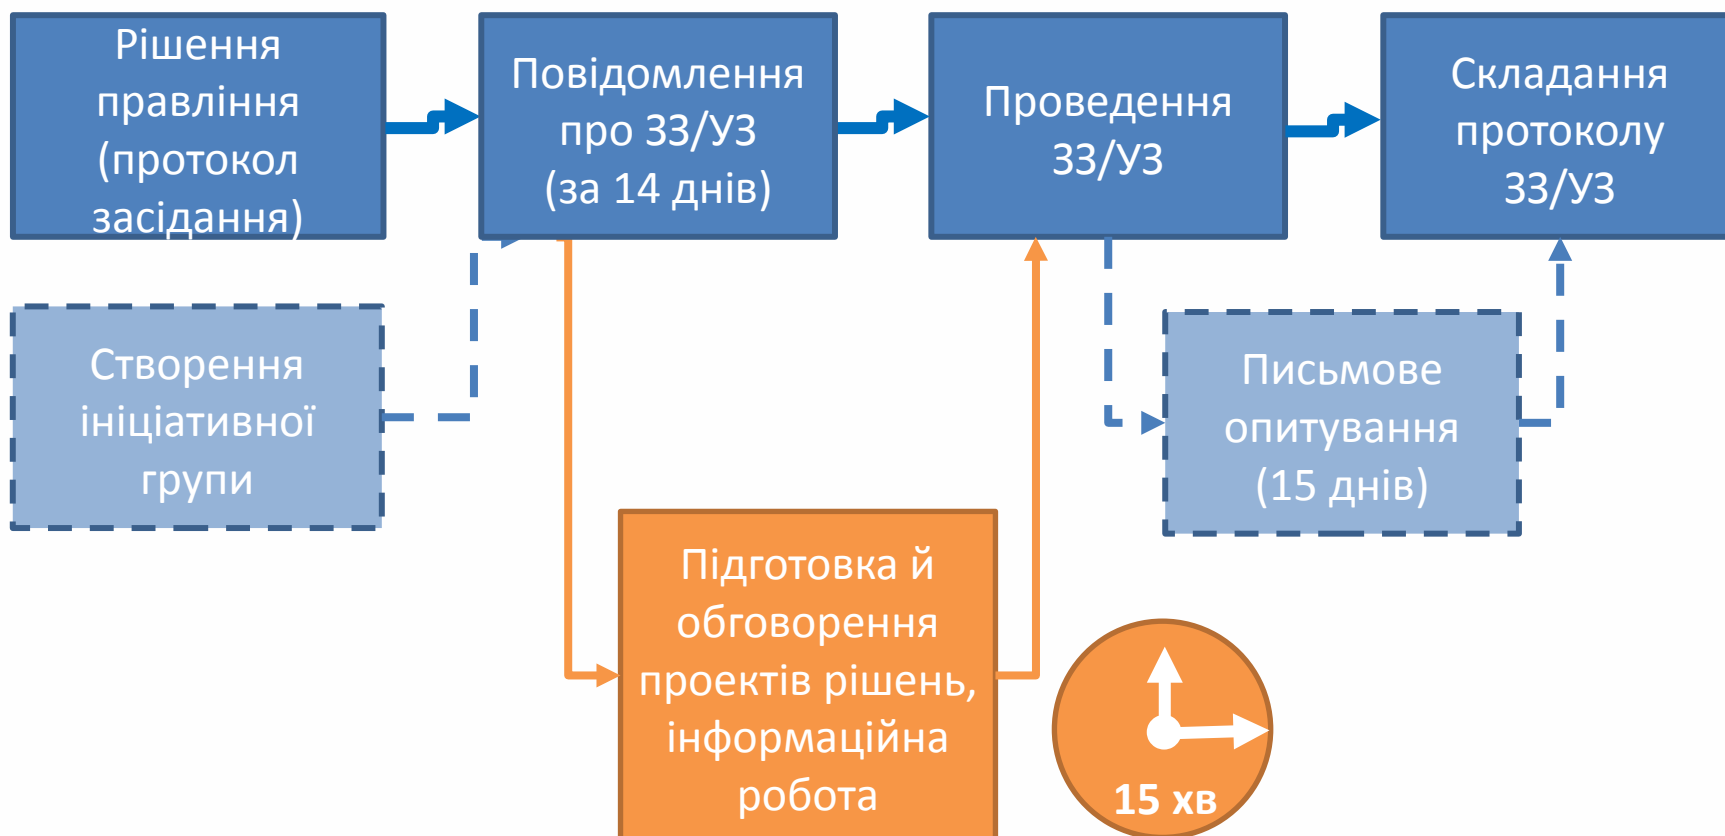 Рішення
правління
(протокол
засідання)
Повідомлення
про ЗЗ/УЗ
(за 14 днів)
Проведення
ЗЗ/УЗ
Складання
протоколу
ЗЗ/УЗ
Створення
ініціативної
групи
Письмове
опитування
(15 днів)
Підготовка й
обговорення
проектів рішень,
інформаційна
робота
15 хв